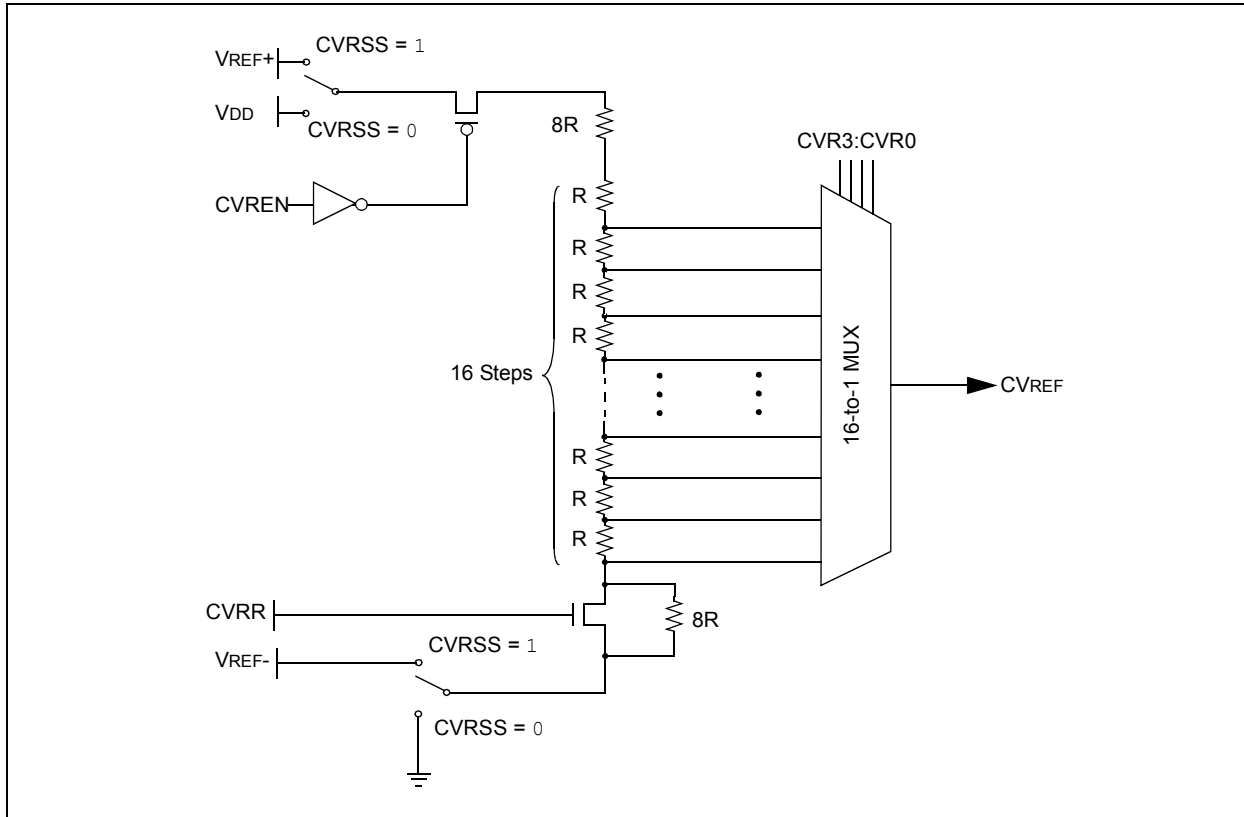 CVRSS = 1
VREF+
VDD
CVRSS = 0
8R
CVR3:CVR0
CVREN
R
R
R
R
16 Steps
16-to-1 MUX
CVREF
R
R
R
CVRR
8R
CVRSS = 1
VREF-
CVRSS = 0